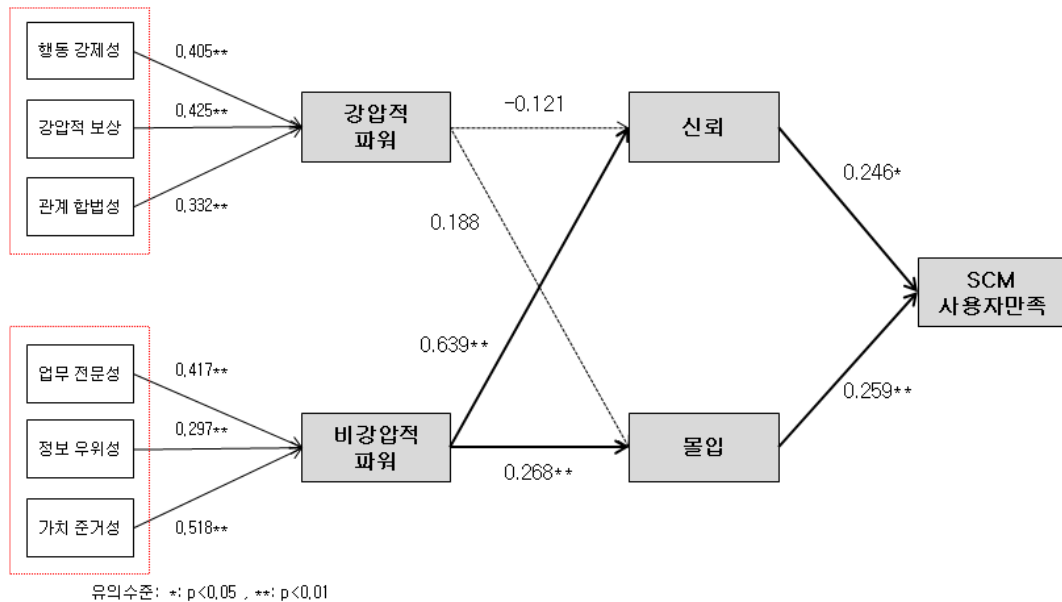 행동 강제성
0,405**
강압적 보상
0,425**
관계 합법성
0,332**
강압적
파워
-0.121
신뢰
0.188
0.246*
SCM
사용자만족
업무 전문성
0,417**
정보 우위성
0,297**
가치 준거성
0,518**
비강압적
파워
0.639**
0.268**
몰입
0.259**
유의수준: *: p<0,05 , **: p<0,01